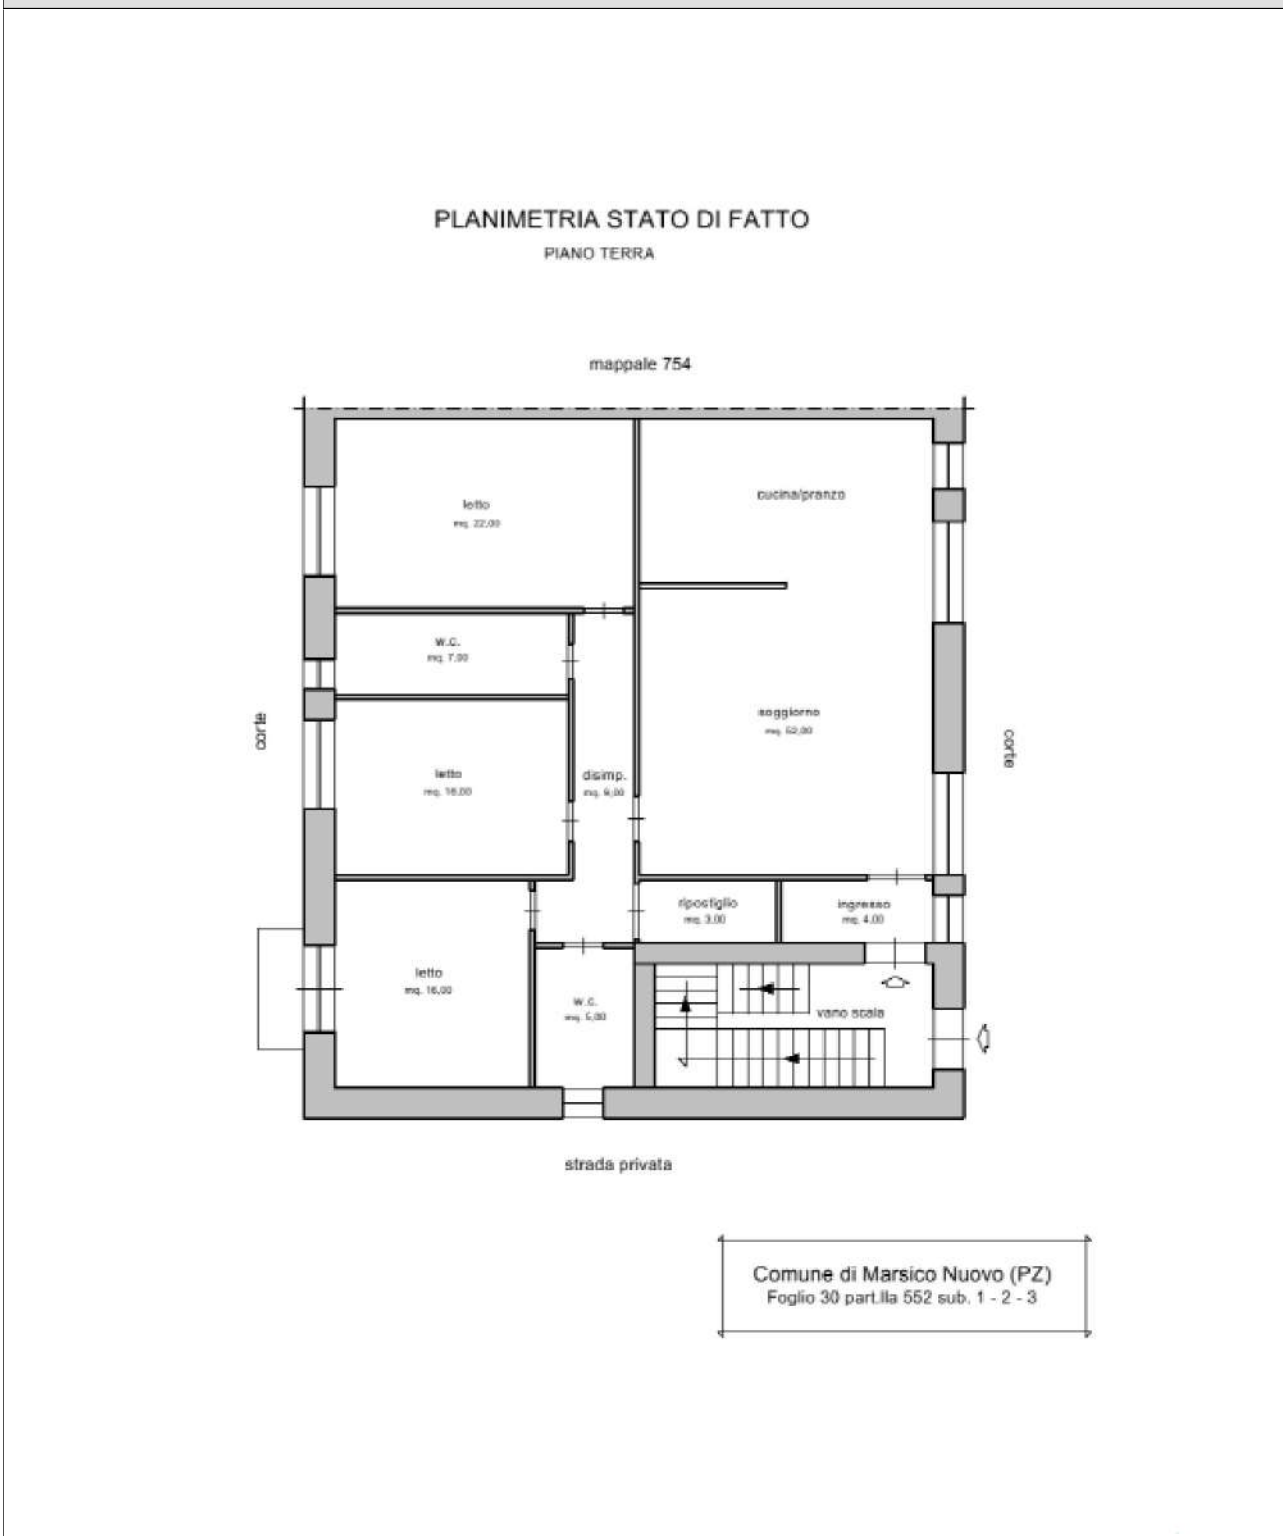 PLANIMETRIA STATO DI FATTO
PIANO TERRA
mappale 754
cucina/pranzo
letto
mq. 22,00
w.c.
mq. 7,00
soggiorno
mq. 52,00
corte
corte
letto
mq. 16,00
disimp.
mq. 9,00
ripostiglio
mq. 3,00
ingresso
mq. 4,00
letto
mq. 16,00
w.c.
mq. 5,00
vano scala
strada privata
Comune di Marsico Nuovo (PZ)
Foglio 30 part.lla 552 sub. 1 - 2 - 3